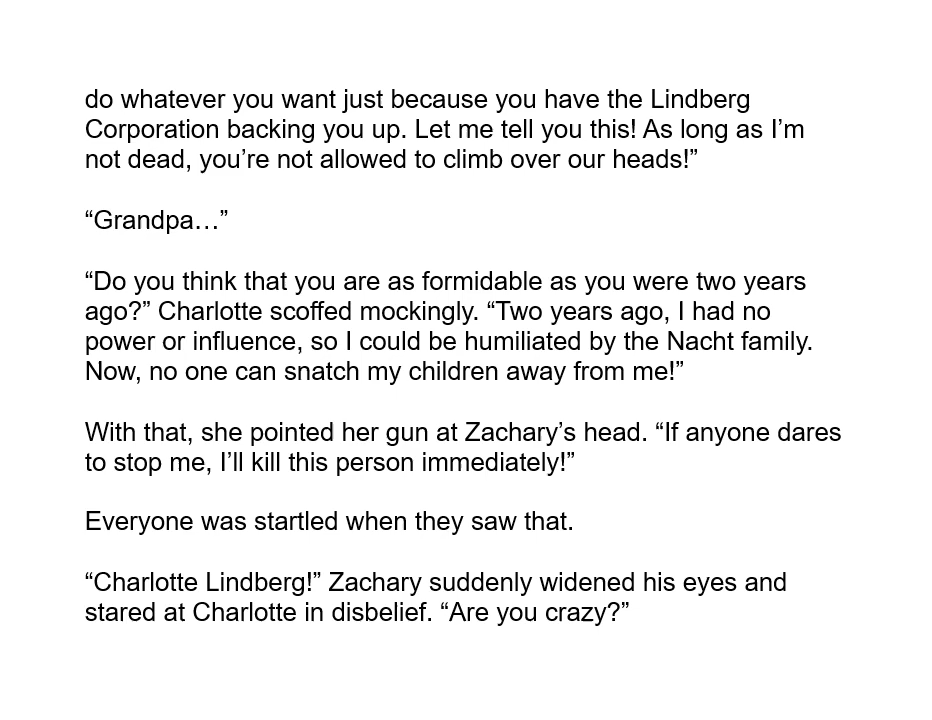 do whatever you want just because you have the Lindberg
Corporation backing you up. Let me tell you this! As long as I’m
not dead, you’re not allowed to climb over our heads!”
“Grandpa…”
“Do you think that you are as formidable as you were two years
ago?” Charlotte scoffed mockingly. “Two years ago, I had no
power or influence, so I could be humiliated by the Nacht family.
Now, no one can snatch my children away from me!”
With that, she pointed her gun at Zachary’s head. “If anyone dares
to stop me, I’ll kill this person immediately!”
Everyone was startled when they saw that.
“Charlotte Lindberg!” Zachary suddenly widened his eyes and
stared at Charlotte in disbelief. “Are you crazy?”